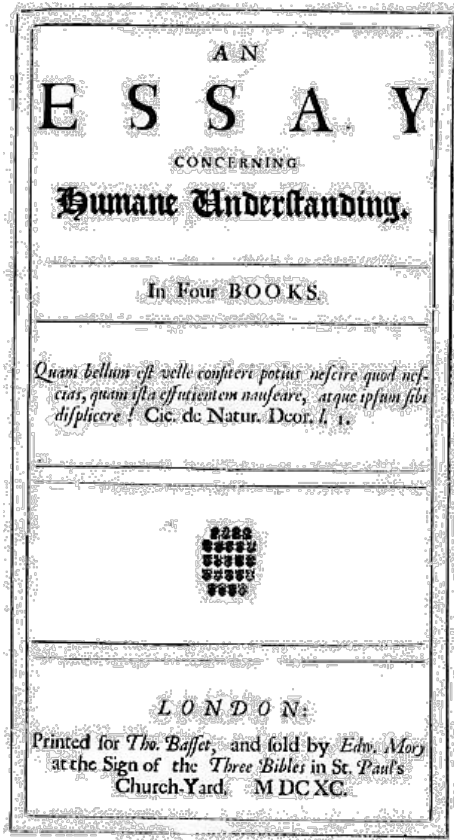 AN
ESSAY
CONCERNING
Humane Understanding.
In Four BOOKS.
Quam bellum est velle confiteri potius nescire quod nes-
cias, quam ista effutientem nauseare, atque ipsum sibi
displicere! Cic. de Natur. Deor. l. 1.
LONDON:
Printed for Tho. Basset, and sold by Edw. Mory
at the Sign of the Three Bibles in St. Paul's
Church-Yard. MDCXC.